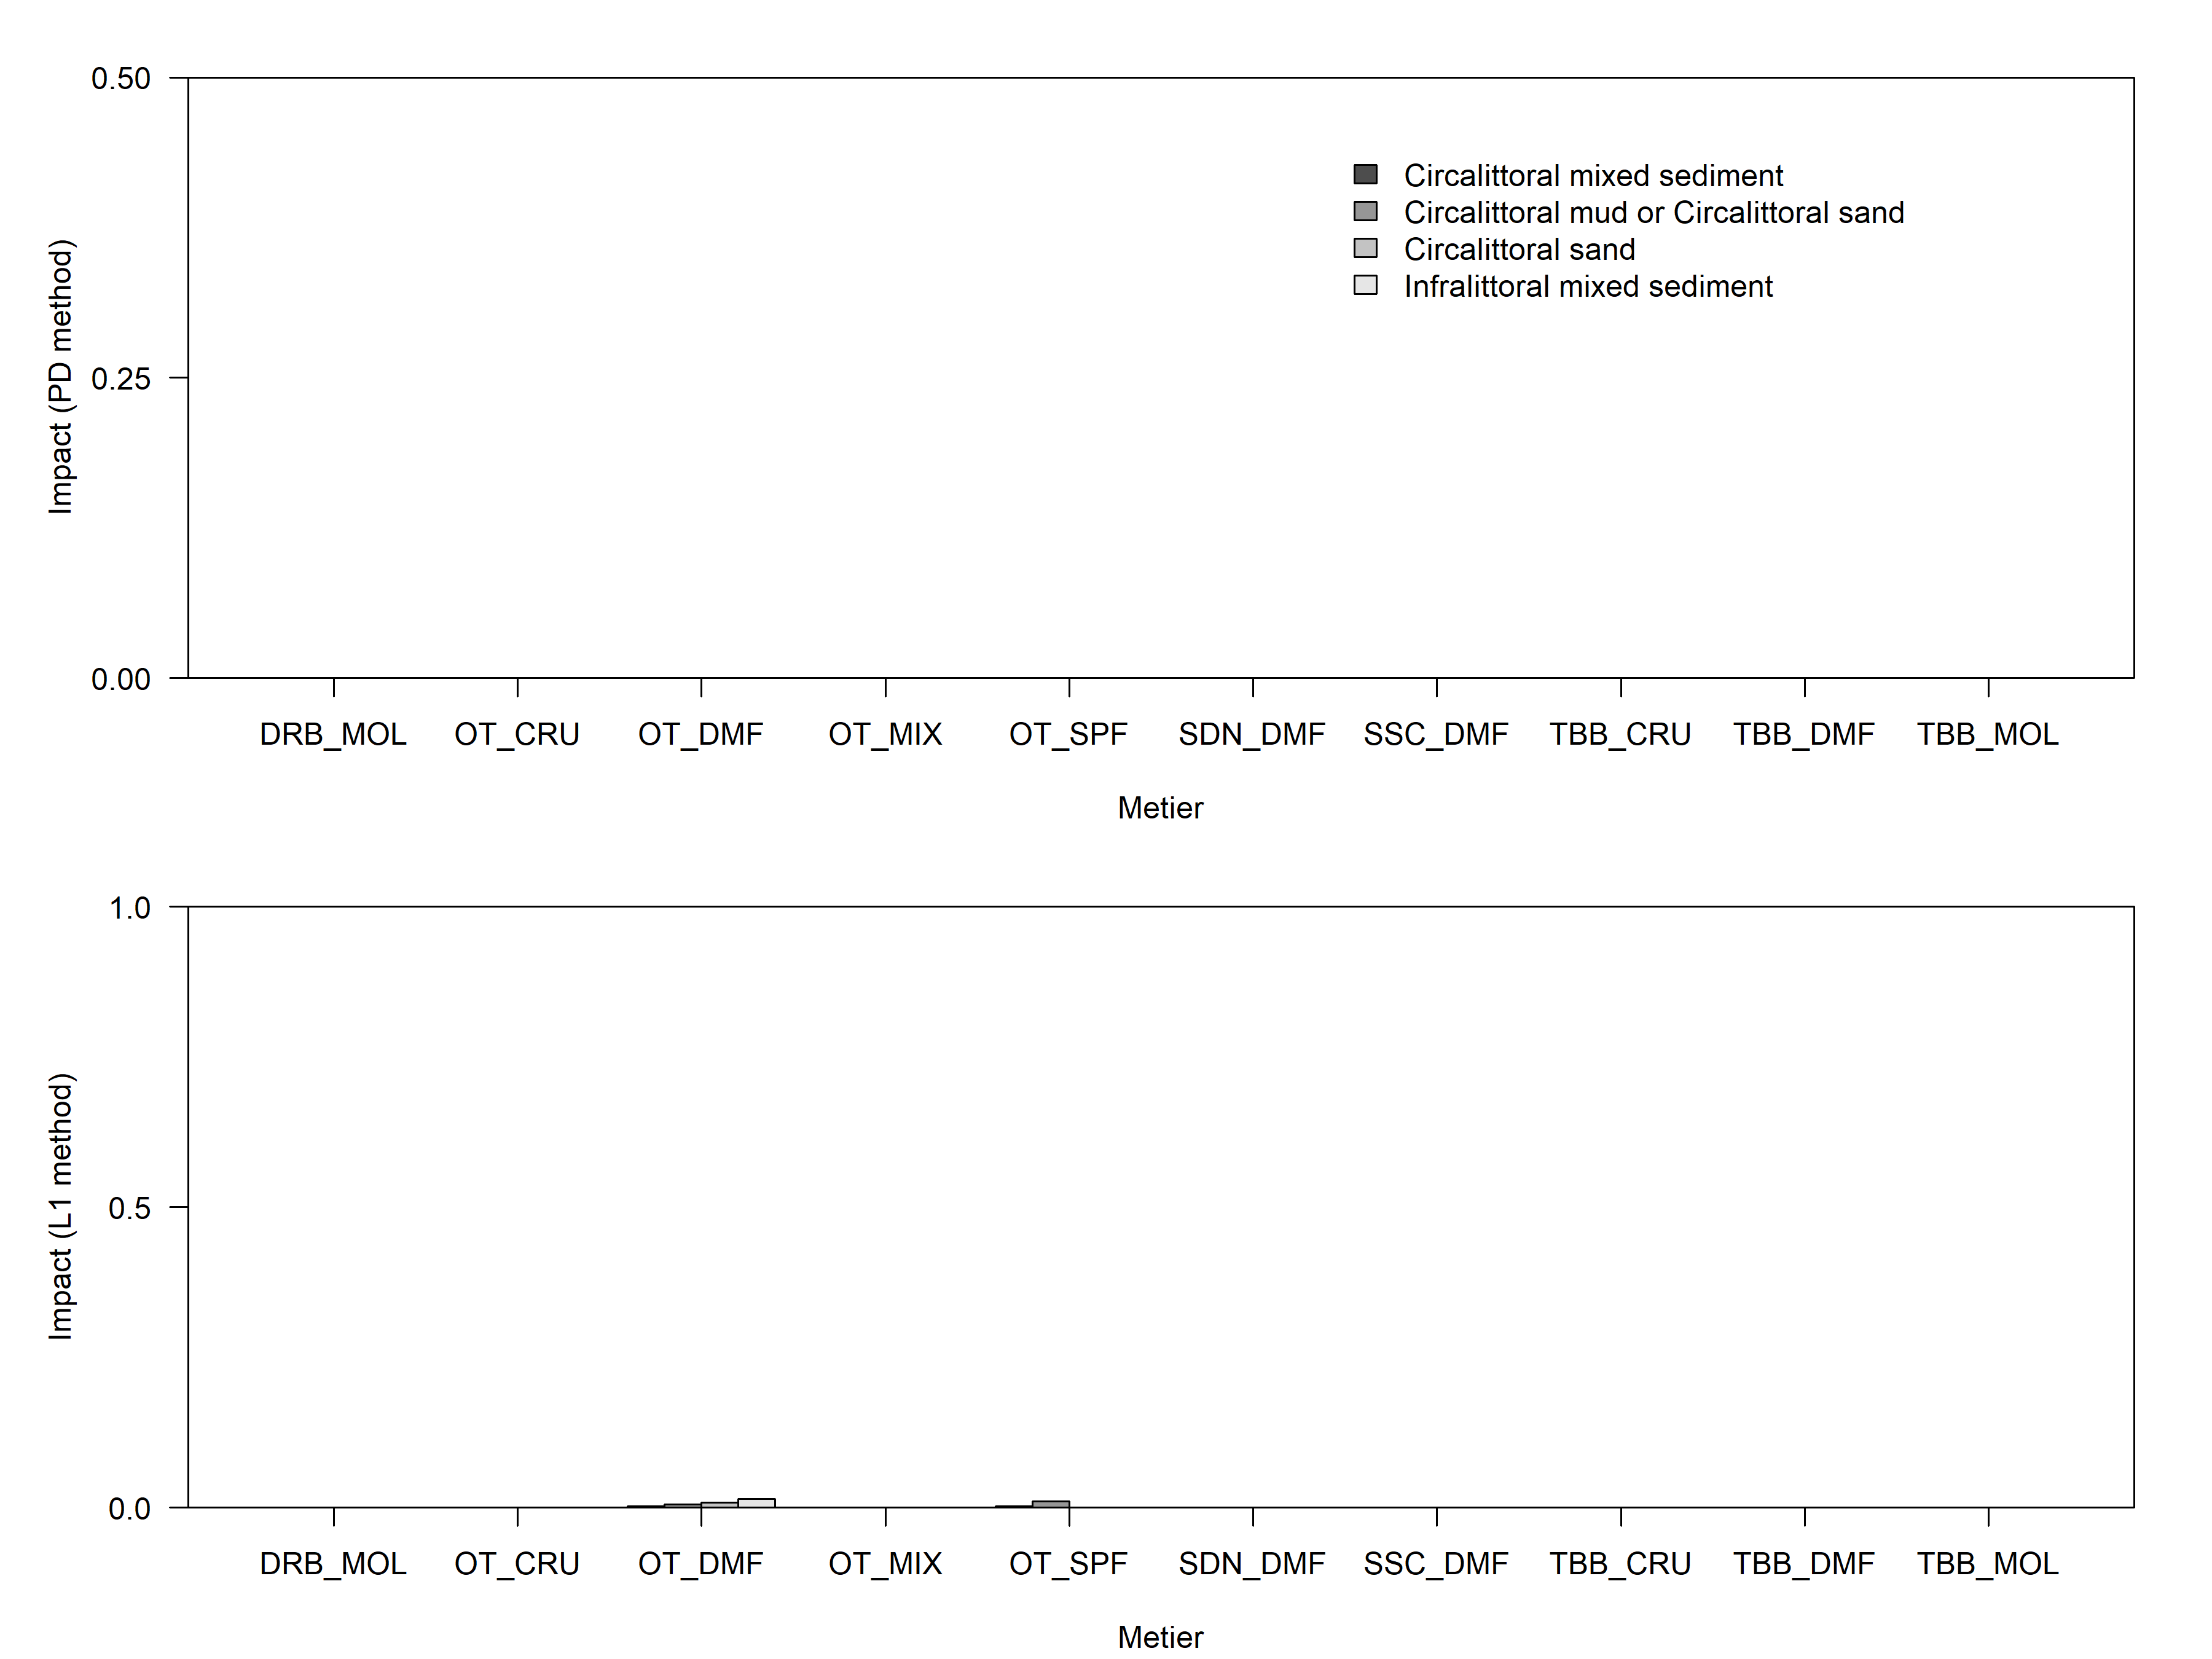 0.50
Circalittoral mixed sediment
Circalittoral mud or Circalittoral sand
Circalittoral sand
Infralittoral mixed sediment
Impact (PD method)
0.25
0.00
DRB_MOL OT_CRU OT_DMF OT_MIX OT_SPF SDN_DMF SSC_DMF TBB_CRU TBB_DMF TBB_MOL
Metier
1.0
Impact (L1 method)
0.5
0.0
DRB_MOL OT_CRU OT_DMF OT_MIX OT_SPF SDN_DMF SSC_DMF TBB_CRU TBB_DMF TBB_MOL
Metier